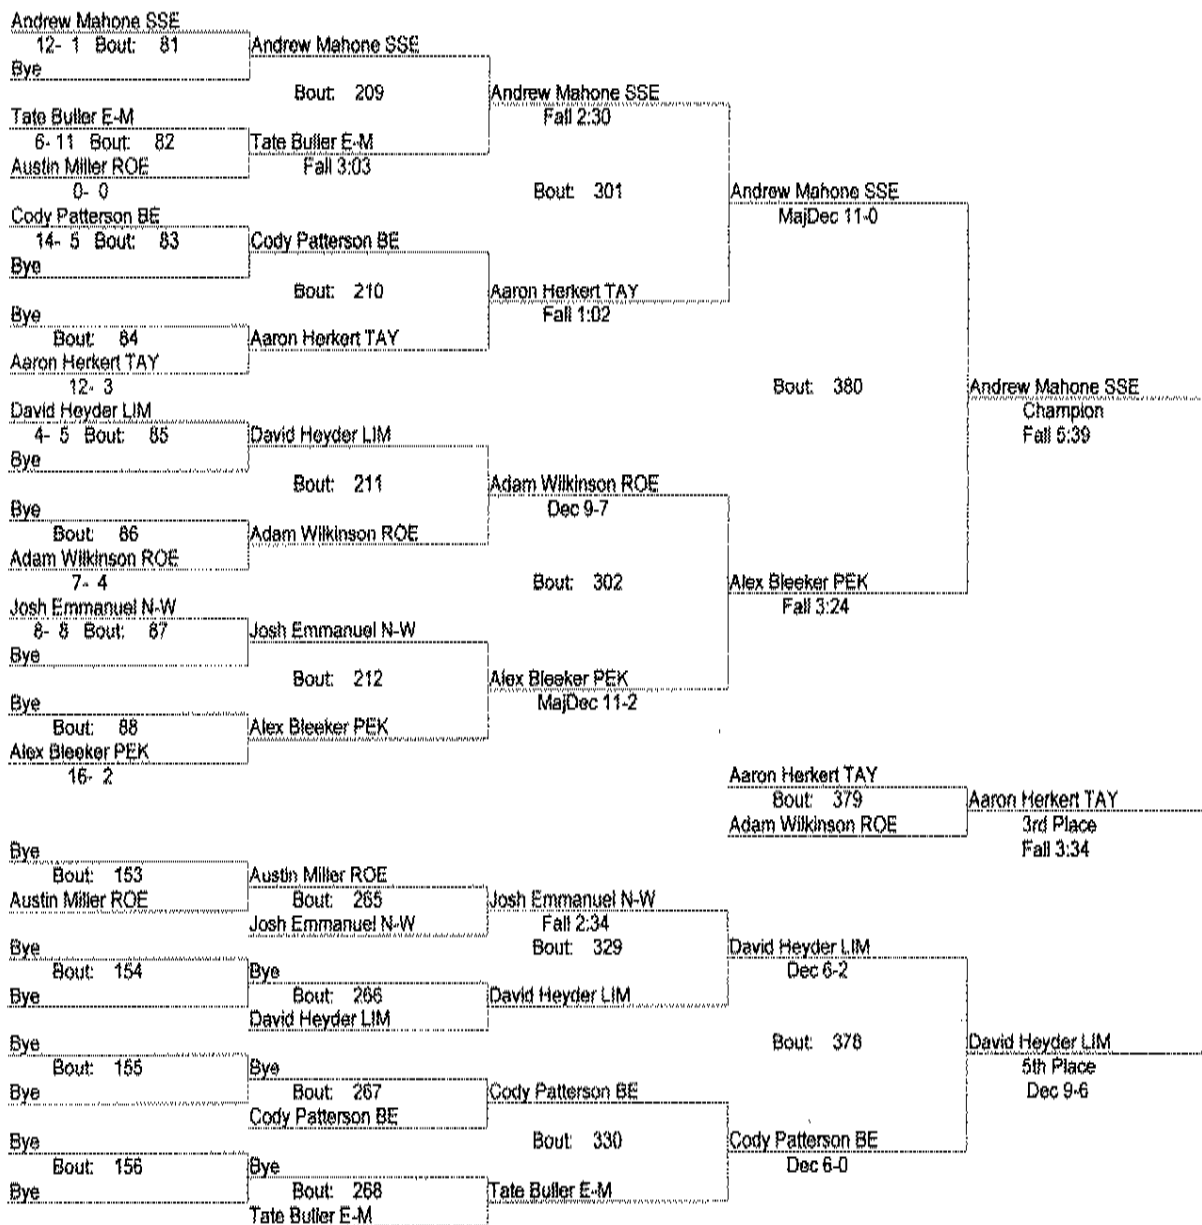 Andrew Mahone SSE
12- 1 Bout: 81
Bye
Andrew Mahone SSE
Bout: 209
Tate Buller E-M
6- 11 Bout: 82
Austin Miller ROE
0- 0
Tate Buller E-M
Fall 3:03
Andrew Mahone SSE
Fall 2:30
Bout: 301
Cody Patterson BE
14- 5 Bout: 83
Bye
Cody Patterson BE
Bout: 210
Bye
Bout: 84
Aaron Herkert TAY
12- 3
Aaron Herkert TAY
Aaron Herkert TAY
Fall 1:02
Andrew Mahone SSE
MajDec 11-0
Bout: 380
David Heyder LIM
4- 5 Bout: 85
Bye
David Heyder LIM
Bout: 211
Bye
Bout: 86
Adam Wilkinson ROE
7- 4
Adam Wilkinson ROE
Adam Wilkinson ROE
Dec 9-7
Bout: 302
Josh Emmanuel N-W
8- 8 Bout: 87
Bye
Josh Emmanuel N-W
Bout: 212
Bye
Bout: 88
Alex Bleeker PEK
16- 2
Alex Bleeker PEK
Alex Bleeker PEK
MajDec 11-2
Alex Bleeker PEK
Fall 3:24
Andrew Mahone SSE
Champion
Fall 5:39
Aaron Herkert TAY
Bout: 379
Adam Wilkinson ROE
Aaron Herkert TAY
3rd Place
Fall 3:34
Bye
Bout: 153
Austin Miller ROE
Austin Miller ROE
Bout: 265
Josh Emmanuel N-W
Josh Emmanuel N-W
Fall 2:34
Bout: 329
Bye
Bout: 154
Bye
Bye
Bout: 266
David Heyder LIM
David Heyder LIM
David Heyder LIM
Dec 6-2
Bout: 378
Bye
Bout: 155
Bye
Bye
Bout: 267
Cody Patterson BE
Cody Patterson BE
Bout: 330
Bye
Bout: 156
Bye
Bye
Bout: 268
Tate Buller E-M
Tate Buller E-M
Cody Patterson BE
Dec 6-0
David Heyder LIM
5th Place
Dec 9-6